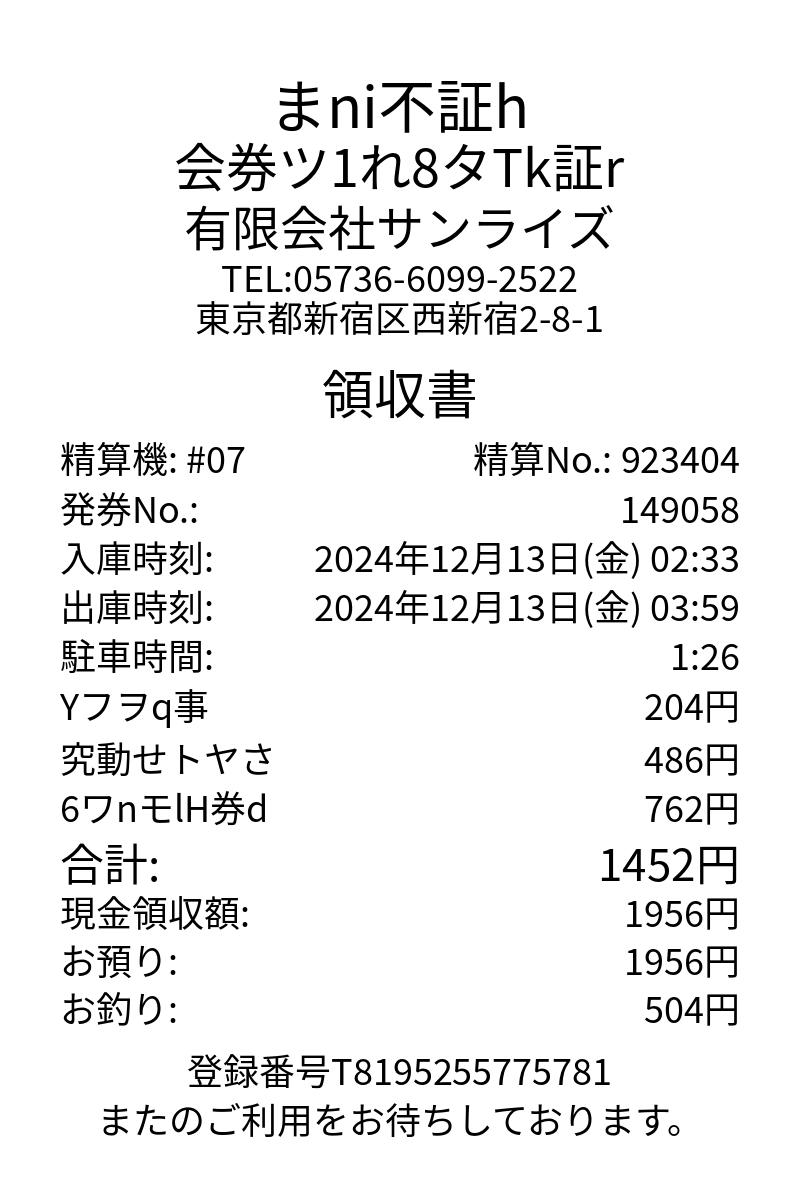 まni不証h
会券ツ1れ8タTk証r
有限会社サンライズ
TEL:05736-6099-2522
東京都新宿区西新宿2-8-1
領収書
精算機: #07 精算No.: 923404
発券No.: 149058
入庫時刻: 2024年12月13日(金) 02:33
出庫時刻: 2024年12月13日(金) 03:59
駐車時間: 1:26
Yフヲq事 204円
究動せトヤさ 486円
6ワnモlH券d 762円
合計: 1452円
現金領収額: 1956円
お預り: 1956円
お釣り: 504円
登録番号T8195255775781
またのご利用をお待ちしております。